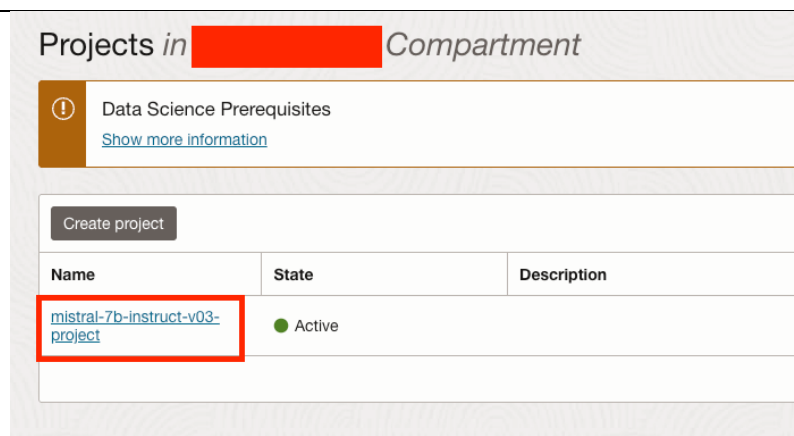 Projects in Compartment
Data Science Prerequisites
Show more information
Create project
Name State Description
mistral-7b-instruct-v03-
project
Active